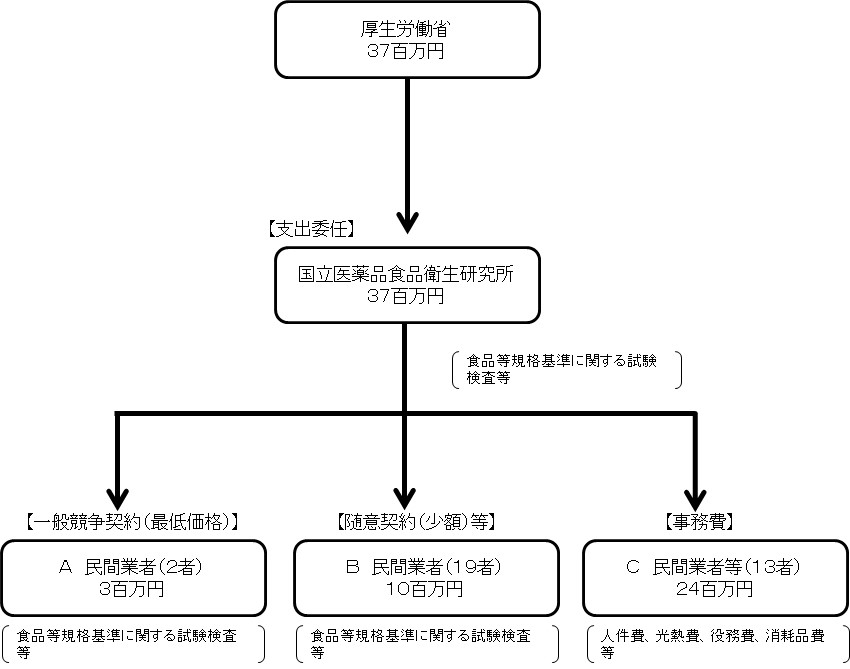 厚生労働省
37百万円
【支出委任】
国立医薬品食品衛生研究所
37百万円
食品等規格基準に関する試験
検査等
【一般競争契約（最低価格）】
【随意契約（少額）等】
【事務費】
A 民間業者（2者）
3百万円
B 民間業者（19者）
10百万円
C 民間業者等（13者）
24百万円
食品等規格基準に関する試験検査
等
食品等規格基準に関する試験検査
等
人件費、光熱費、役務費、消耗品費
等